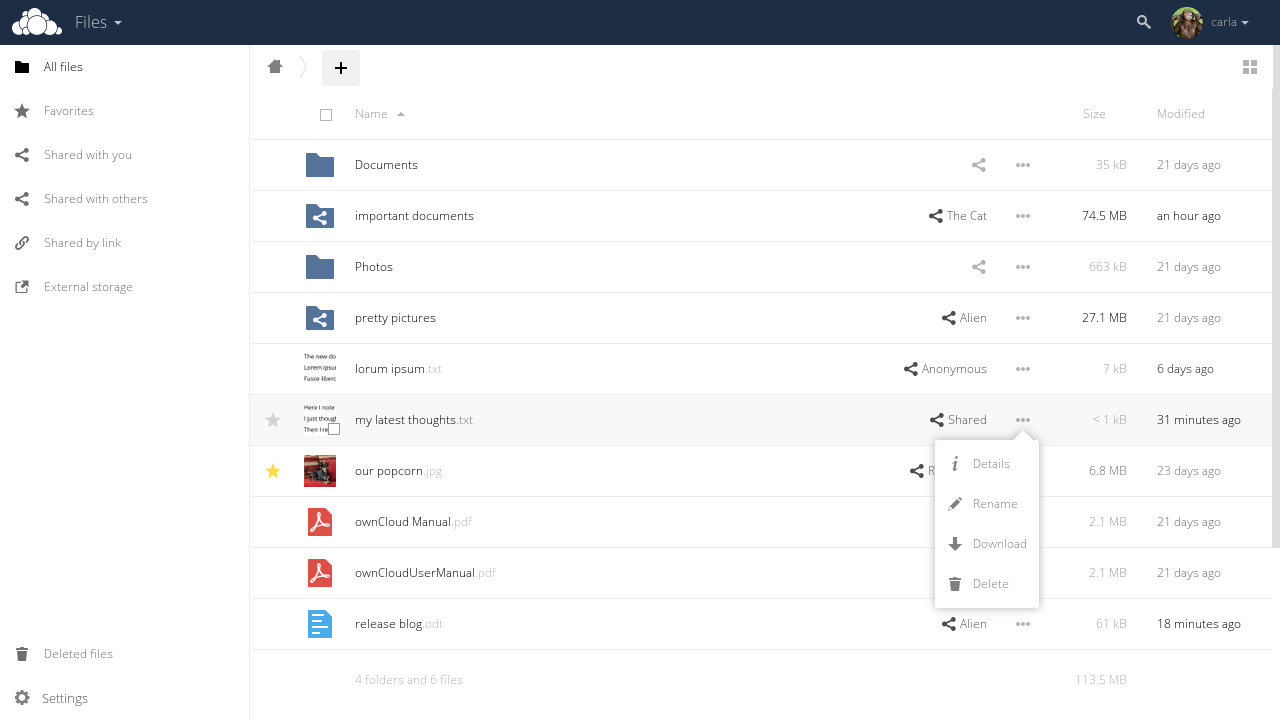 Files
carla
All files
Favorites
Shared with you
Shared with others
Shared by link
External storage
Deleted files
Settings
Name Size Modified
Documents 35 kB 21 days ago
important documents The Cat 74.5 MB an hour ago
Photos 663 kB 21 days ago
pretty pictures Alien 27.1 MB 21 days ago
The new do
Lorem ipsu
Fusce liberc
lorum ipsum.txt Anonymous 7 kB 6 days ago
Here I note
I just though
Then I re
my latest thoughts.txt Shared < 1 kB 31 minutes ago
our popcorn.jpg R 6.8 MB 23 days ago
ownCloud Manual.pdf 2.1 MB 21 days ago
ownCloudUserManual.pdf 2.1 MB 21 days ago
release blog.odt Alien 61 kB 18 minutes ago
4 folders and 6 files 113.5 MB
Details
Rename
Download
Delete